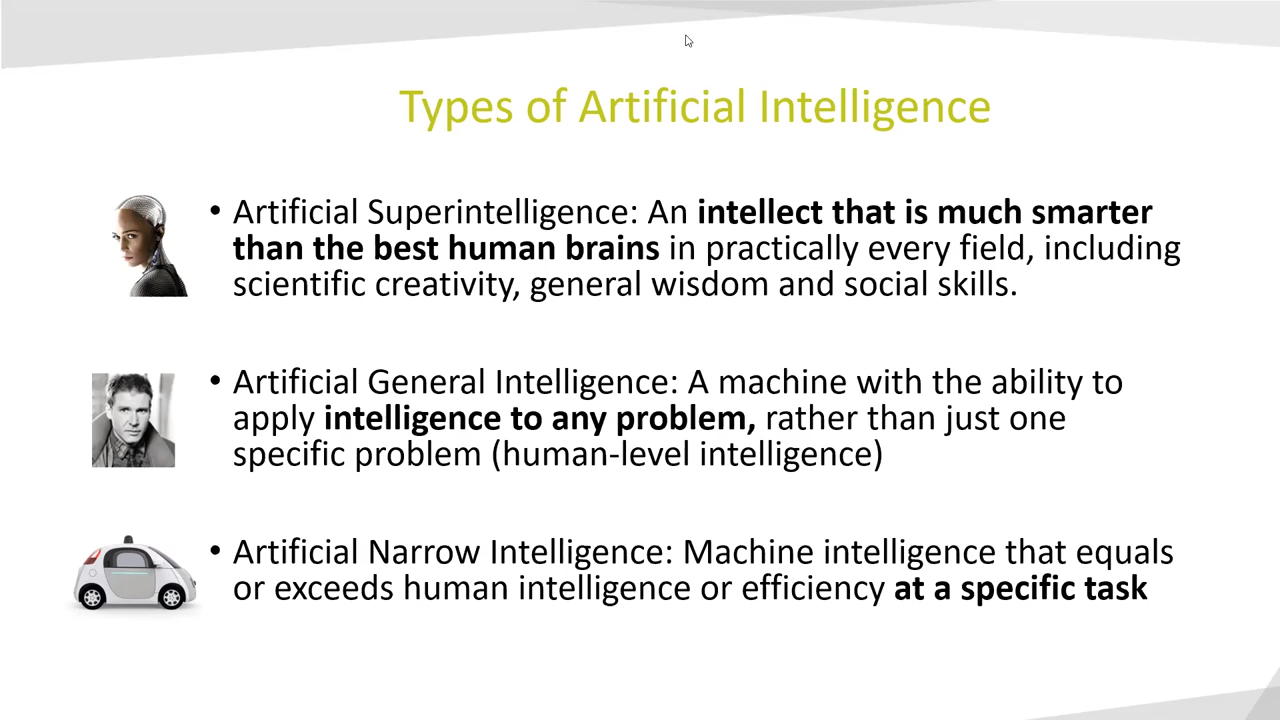 Types of Artificial Intelligence
• Artificial Superintelligence: An intellect that is much smarter
than the best human brains in practically every field, including
scientific creativity, general wisdom and social skills.
• Artificial General Intelligence: A machine with the ability to
apply intelligence to any problem, rather than just one
specific problem (human-level intelligence)
• Artificial Narrow Intelligence: Machine intelligence that equals
or exceeds human intelligence or efficiency at a specific task